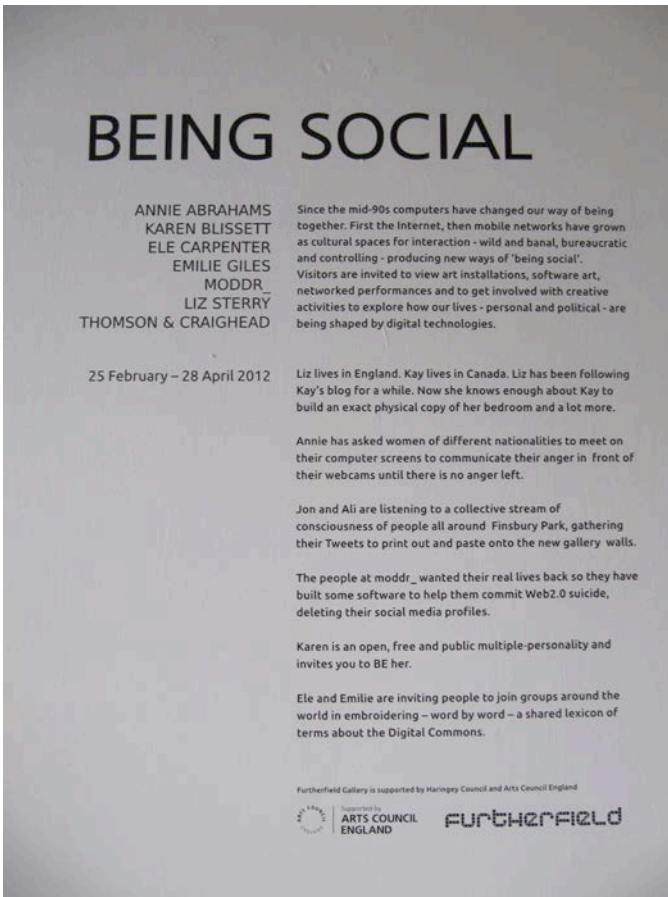 BEING SOCIAL
ANNIE ABRAHAMS
KAREN BLISSETT
ELE CARPENTER
EMILIE GILES
MODDR_
LIZ STERRY
THOMSON & CRAIGHEAD
25 February – 28 April 2012
Since the mid-90s computers have changed our way of being
together. First the Internet, then mobile networks have grown
as cultural spaces for interaction - wild and banal, bureaucratic
and controlling - producing new ways of 'being social'.
Visitors are invited to view art installations, software art,
networked performances and to get involved with creative
activities to explore how our lives - personal and political - are
being shaped by digital technologies.
Liz lives in England. Kay lives in Canada. Liz has been following
Kay's blog for a while. Now she knows enough about Kay to
build an exact physical copy of her bedroom and a lot more.
Annie has asked women of different nationalities to meet on
their computer screens to communicate their anger in front of
their webcams until there is no anger left.
Jon and Ali are listening to a collective stream of
consciousness of people all around Finsbury Park, gathering
their Tweets to print out and paste onto the new gallery walls.
The people at moddr_ wanted their real lives back so they have
built some software to help them commit Web2.0 suicide,
deleting their social media profiles.
Karen is an open, free and public multiple-personality and
invites you to BE her.
Ele and Emilie are inviting people to join groups around the
world in embroidering – word by word – a shared lexicon of
terms about the Digital Commons.
Furtherfield Gallery is supported by Haringey Council and Arts Council England
ARTS COUNCIL
ENGLAND
Supported by
ARTS COUNCIL
ENGLAND
FURTHERFIELD